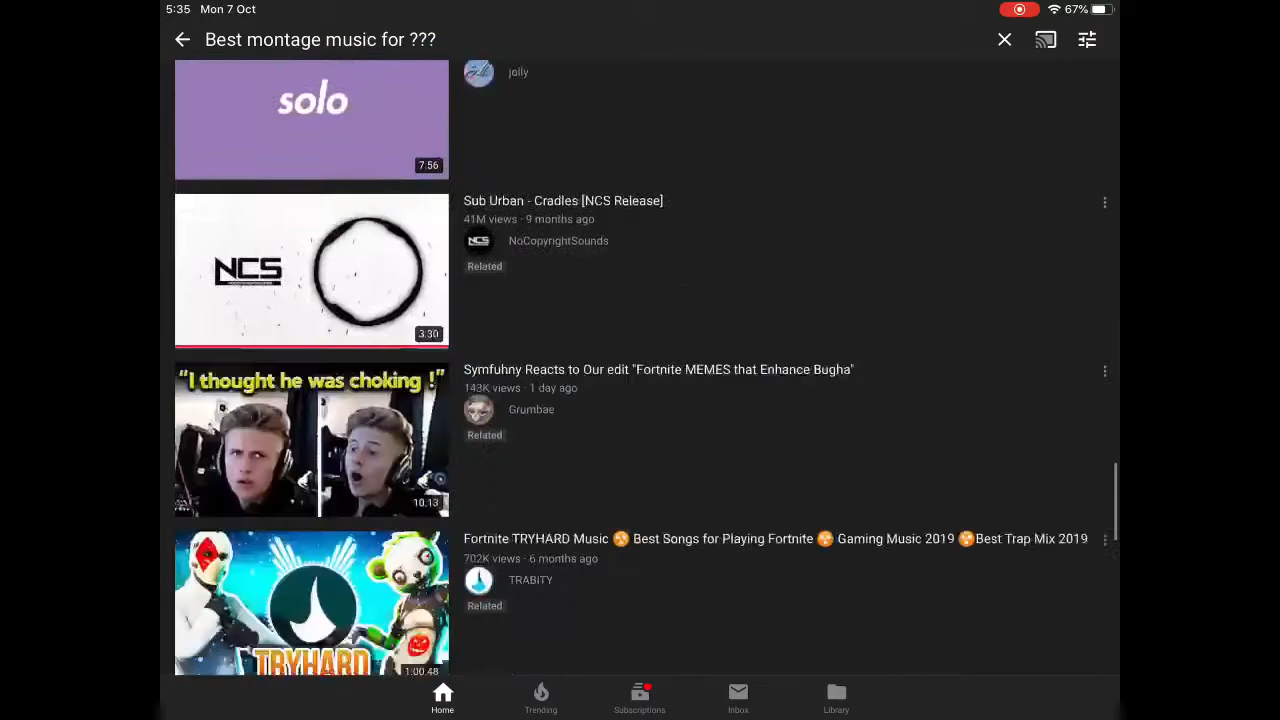 5:35 Mon 7 Oct 67%
Best montage music for ???
solo
7:56
jolly
NCS
3:30
Sub Urban - Cradles [NCS Release]
41M views · 9 months ago
NCS
NoCopyrightSounds
Related
"I thought he was choking !"
10:13
Symfuhny Reacts to Our edit "Fortnite MEMES that Enhance Bugha"
143K views · 1 day ago
Grumbae
Related
TRYHARD
1:00:48
Fortnite TRYHARD Music Best Songs for Playing Fortnite Gaming Music 2019 Best Trap Mix 2019
702K views · 6 months ago
TRABITY
Related
Home Trending Subscriptions Inbox Library